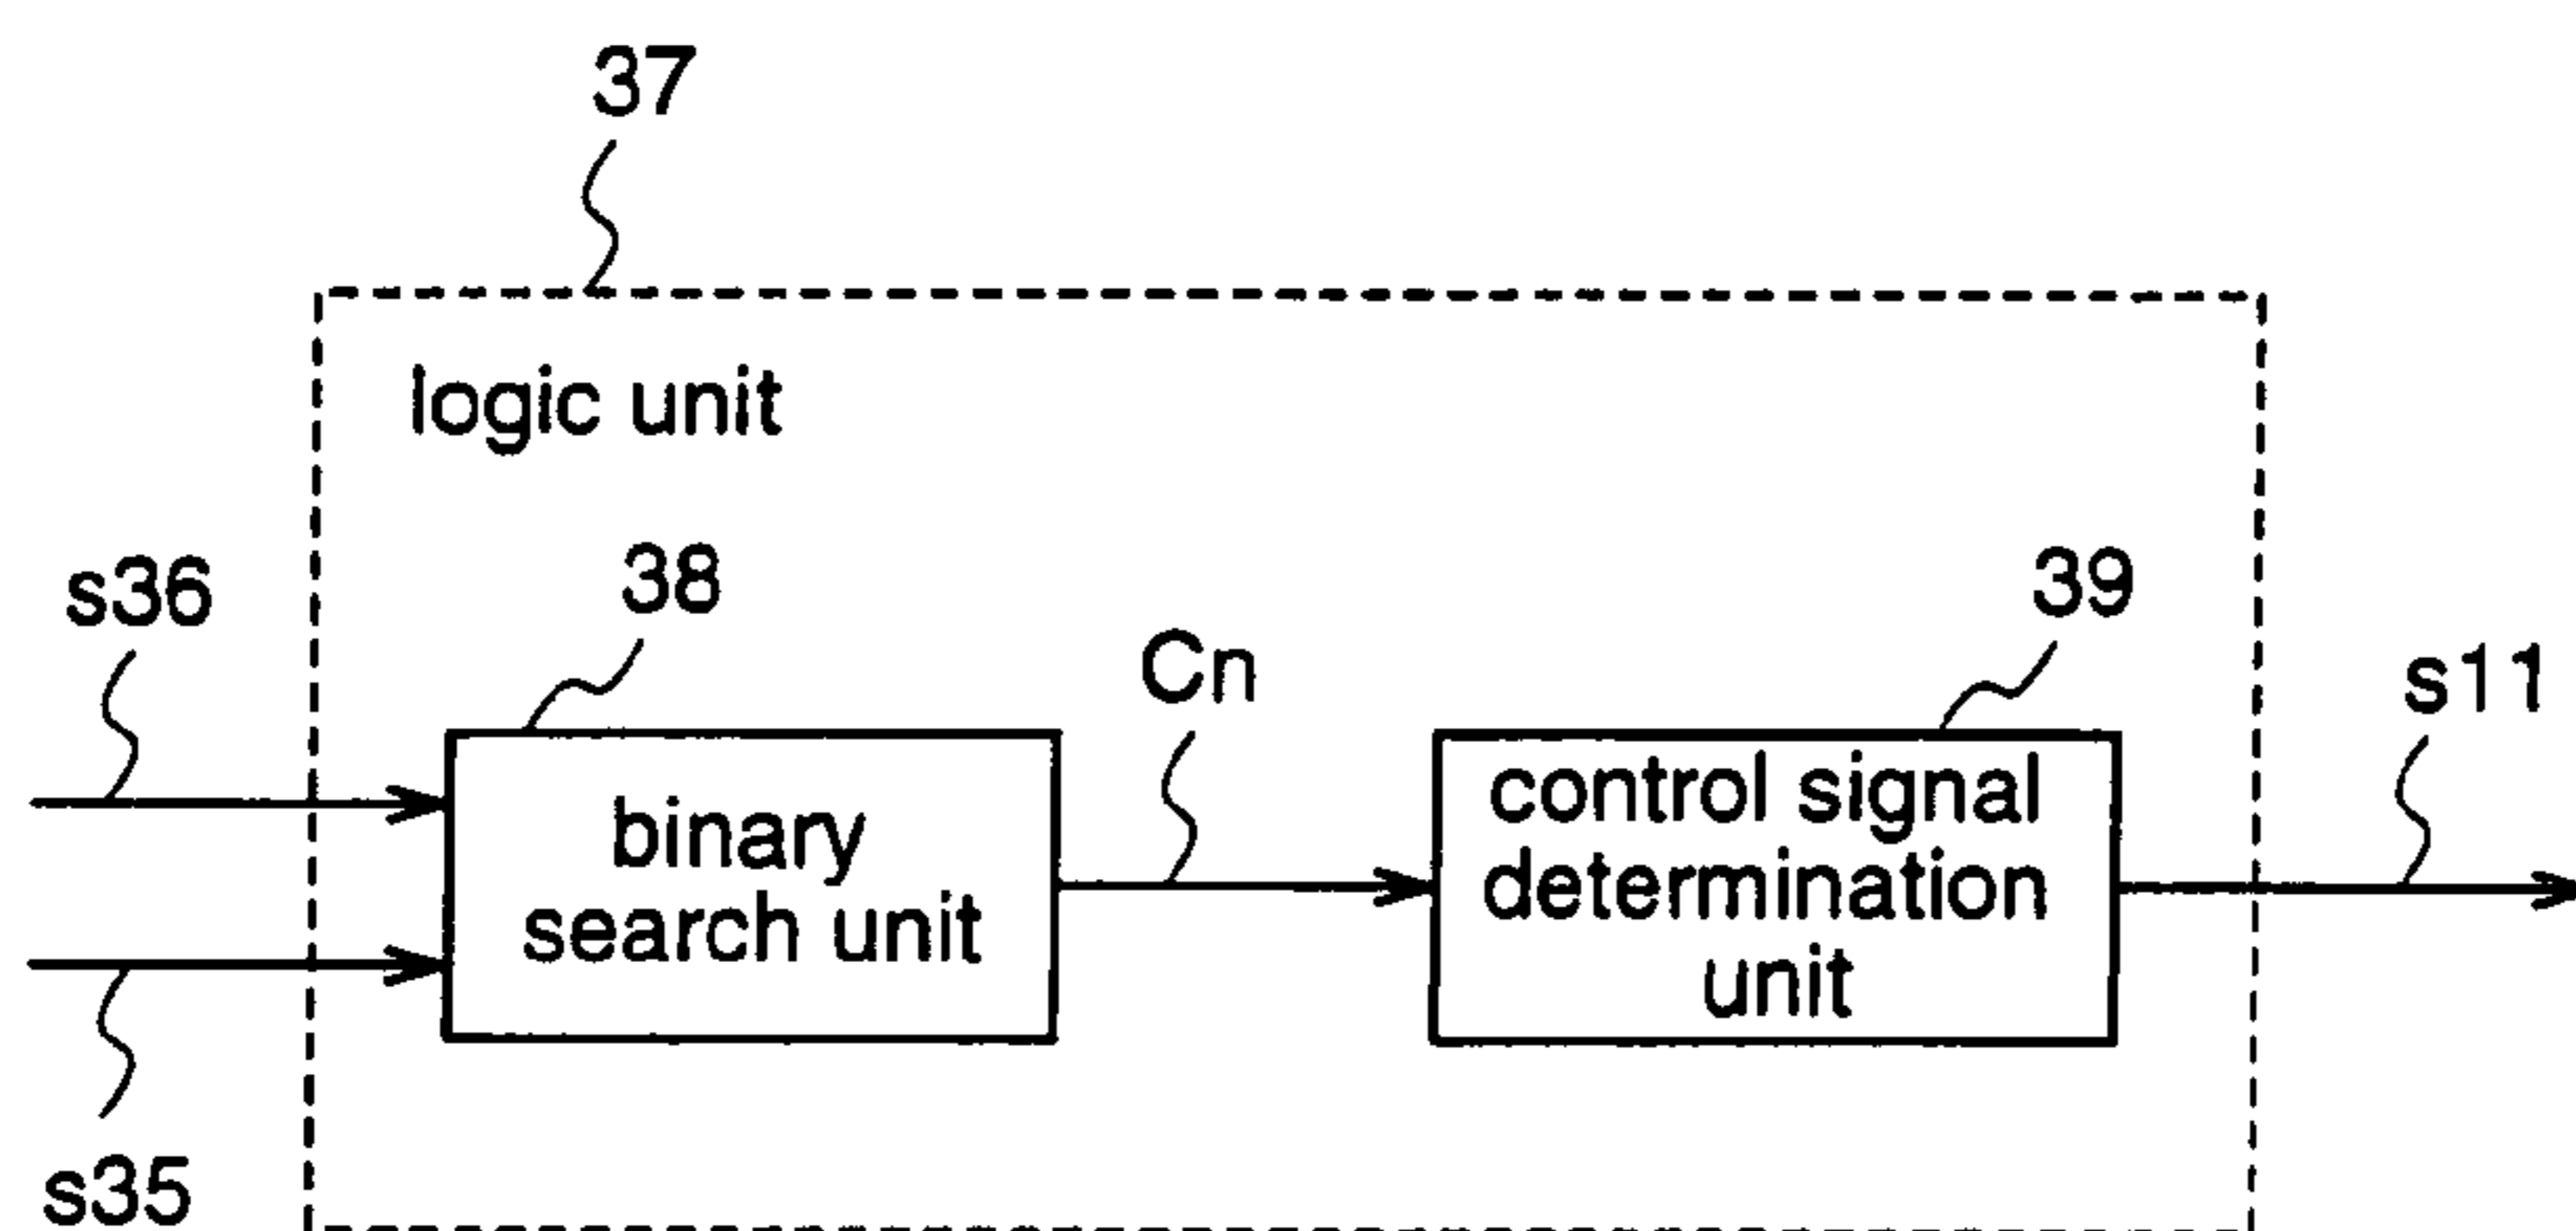 37
logic unit
s36
38
39
Cn
s11
binary
search unit
control signal
determination
unit
s35